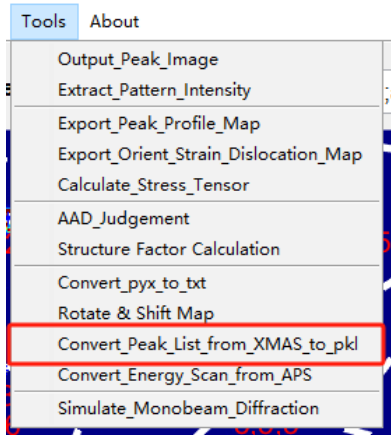 Tools About
Output_Peak_Image
Extract_Pattern_Intensity
Export_Peak_Profile_Map
Export_Orient_Strain_Dislocation_Map
Calculate_Stress_Tensor
AAD_Judgement
Structure Factor Calculation
Convert_pyx_to_txt
Rotate & Shift Map
Convert_Peak_List_from_XMAS_to_pkl
Convert_Energy_Scan_from_APS
Simulate_Monobeam_Diffraction